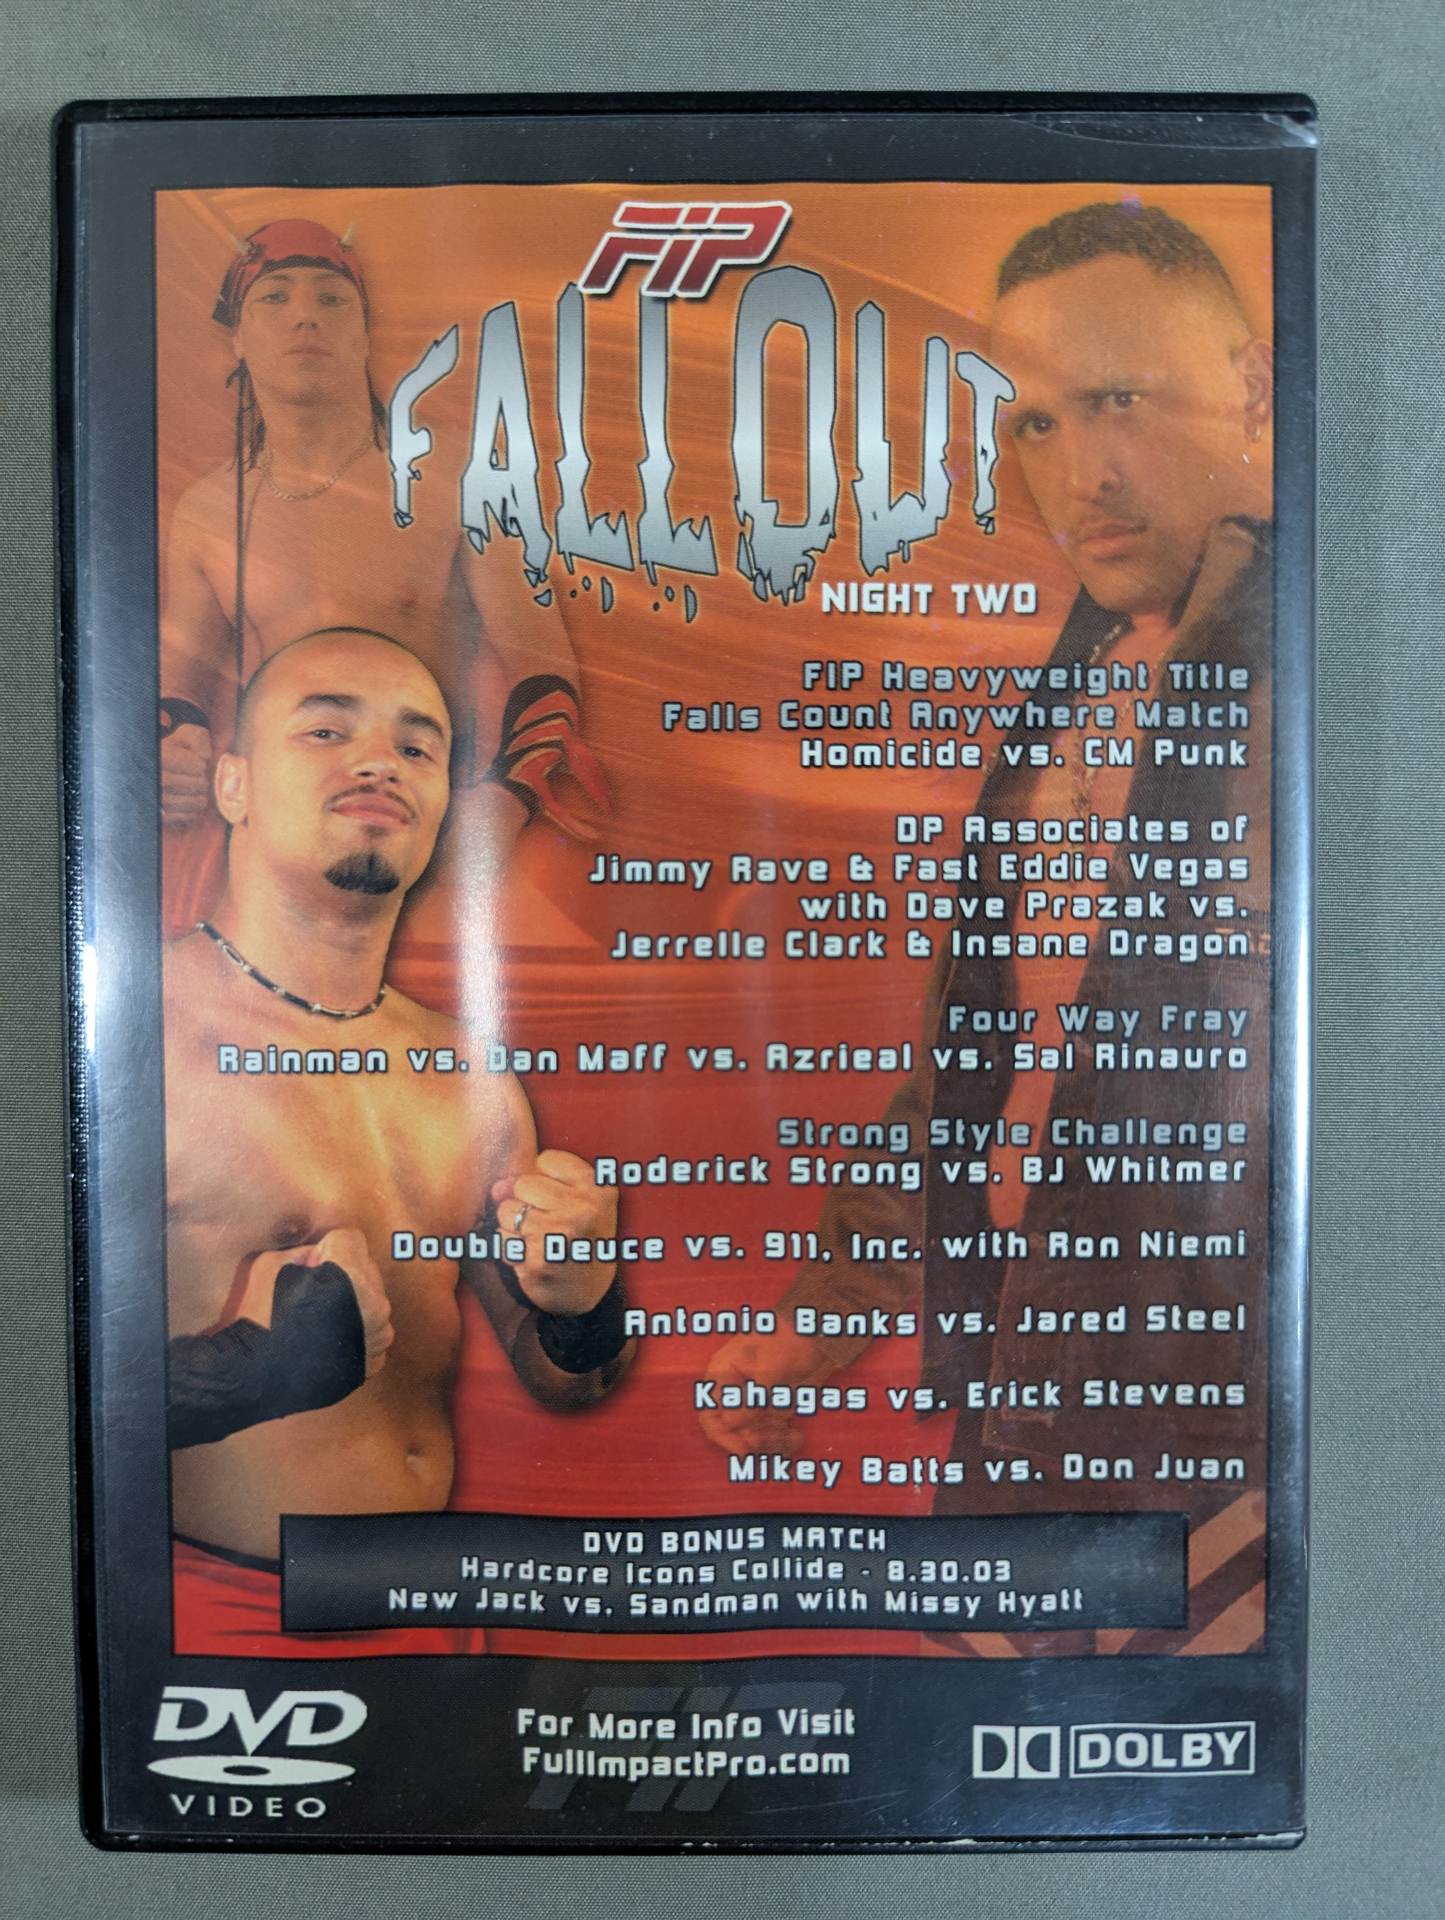 FIP
FALLOUT
NIGHT TWO
FIP Heavyweight Title
Falls Count Anywhere Match
Homicide vs. CM Punk
DP Associates of
Jimmy Rave & Fast Eddie Vegas
with Dave Prazak vs.
Jerrelle Clark & Insane Dragon
Four Way Fray
Rainman vs. Dan Maff vs. Azrieal vs. Sal Rinauro
Strong Style Challenge
Roderick Strong vs. BJ Whitmer
Double Deuce vs. 911, Inc. with Ron Niemi
Antonio Banks vs. Jared Steel
Kahagas vs. Erick Stevens
Mikey Batts vs. Don Juan
DVD BONUS MATCH
Hardcore Icons Collide - 8.30.03
New Jack vs. Sandman with Missy Hyatt
DVD
VIDEO
For More Info Visit
FullImpactPro.com
FIP
DOLBY